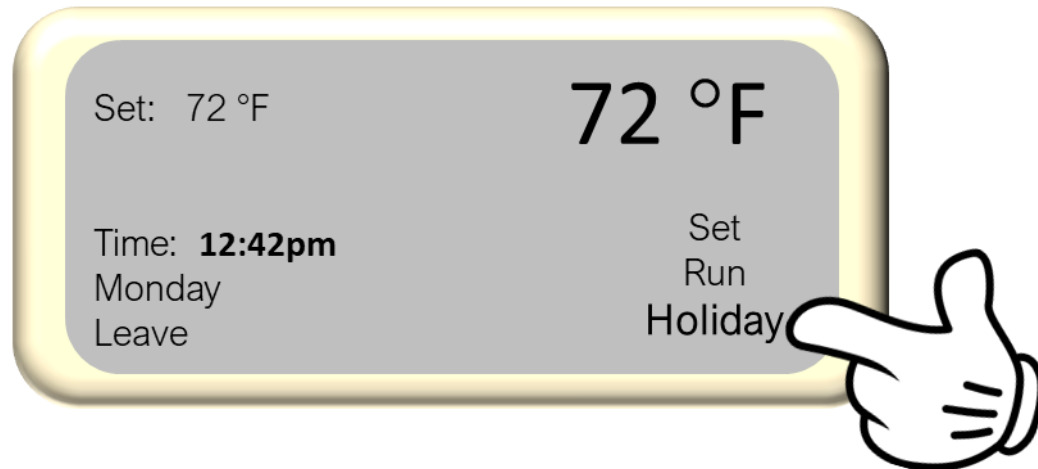 Set: 72 °F
72 °F
Time: 12:42pm
Monday
Leave
Set
Run
Holiday